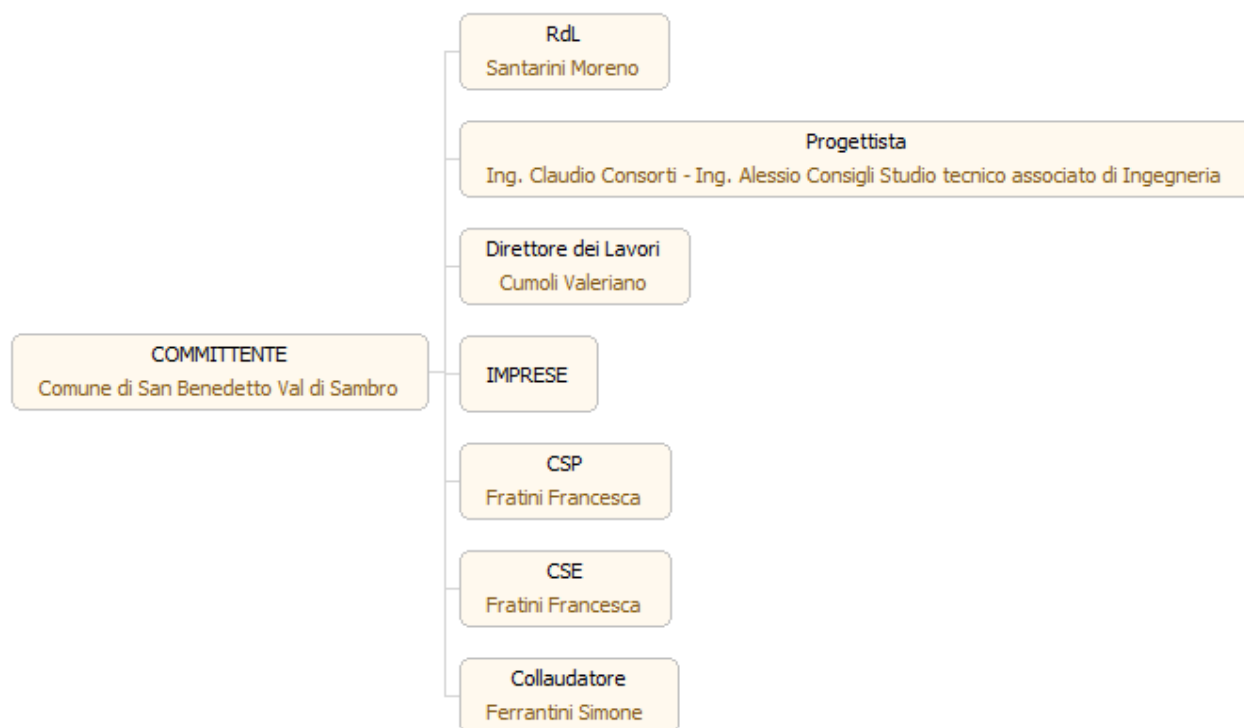 RdL
Santarini Moreno
Progettista
Ing. Claudio Consorti - Ing. Alessio Consigli Studio tecnico associato di Ingegneria
Direttore dei Lavori
Cumoli Valeriano
COMMITTENTE
Comune di San Benedetto Val di Sambro
IMPRESE
CSP
Fratini Francesca
CSE
Fratini Francesca
Collaudatore
Ferrantini Simone